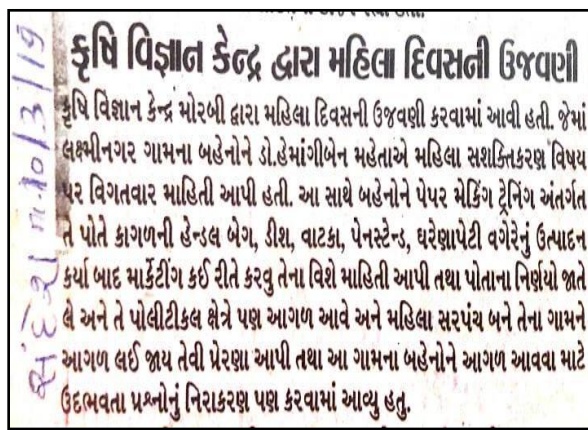 કૃષિ વિજ્ઞાન કેન્દ્ર દ્વારા મહિલા દિવસની ઉજવણી
કૃષિ વિજ્ઞાન કેન્દ્ર મોરબી દ્વારા મહિલા દિવસની ઉજવણી કરવામાં આવી હતી. જેમાં
લક્ષ્મીનગર ગામના બહેનોને ડો.હેમાંગીબેન મહેતાએ મહિલા સશક્તિકરણ વિષય
પર વિગતવાર માહિતી આપી હતી. આ સાથે બહેનોને પેપર મેકિંગ ટ્રેનિંગ અંતર્ગત
તે પોતે કાગળની હેન્ડલ બેગ, ડીશ, વાટકા, પેનસ્ટેન્ડ, ઘરેણાપેટી વગેરેનું ઉત્પાદન
કર્યા બાદ માર્કેટીંગ કઈ રીતે કરવુ તેના વિશે માહિતી આપી તથા પોતાના નિર્ણયો જાતે
લે અને તે પોલીટીકલ ક્ષેત્રે પણ આગળ આવે અને મહિલા સરપંચ બને તેના ગામને
આગળ લઈ જાય તેવી પ્રેરણા આપી તથા આ ગામના બહેનોને આગળ આવવા માટે
ઉદભવતા પ્રશ્નોનું નિરાકરણ પણ કરવામાં આવ્યુ હતુ.
સંદેશ તા.10/3/19